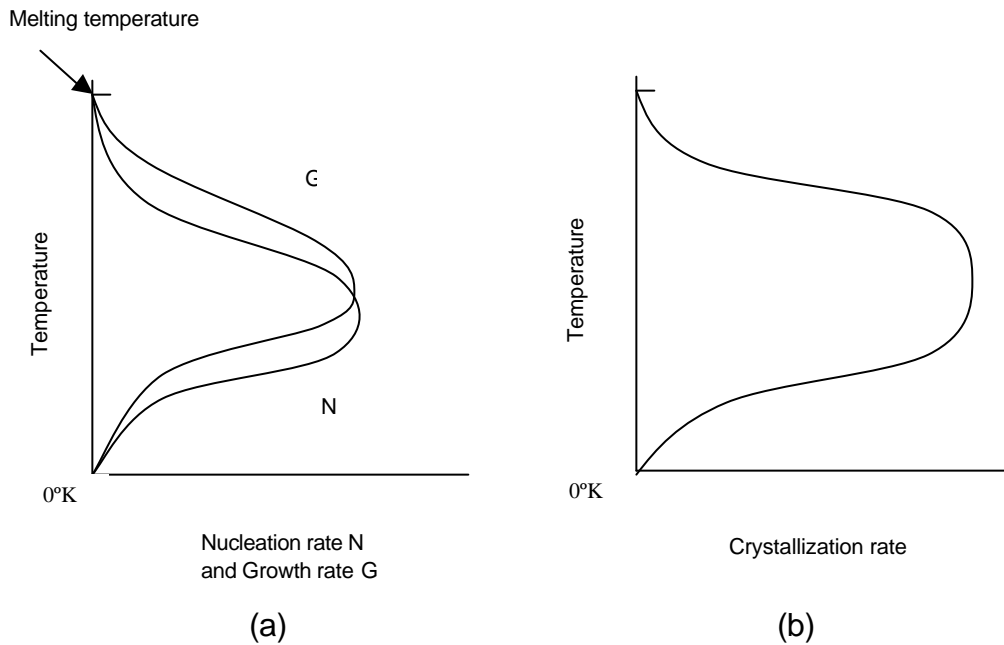 Melting temperature
G
N
Temperature
0ºK
Nucleation rate N
and Growth rate G
(a)
Temperature
0ºK
Crystallization rate
(b)